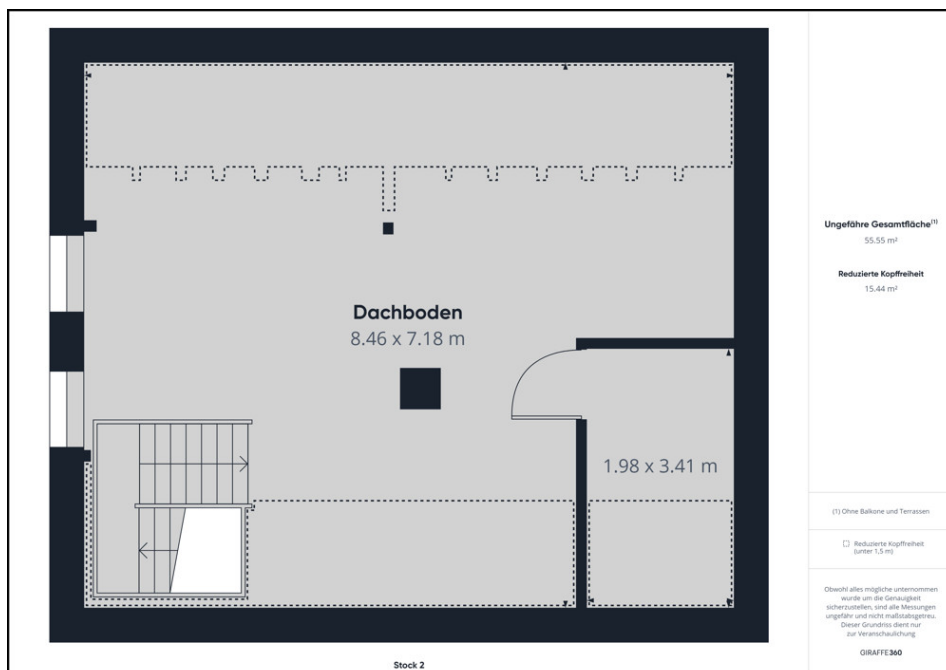 Dachboden
8.46 x 7.18 m
1.98 x 3.41 m
Stock 2
Ungefähre Gesamtfläche(1)
55.55 m²
Reduzierte Kopffreiheit
15.44 m²
(1) Ohne Balkone und Terrassen
Reduzierte Kopffreiheit
(unter 1,5 m)
Obwohl alles mögliche unternommen
wurde um die Genauigkeit
sicherzustellen, sind alle Messungen
ungefähr und nicht maßstabsgetreu.
Dieser Grundriss dient nur
zur Veranschaulichung
GIRAFFE360